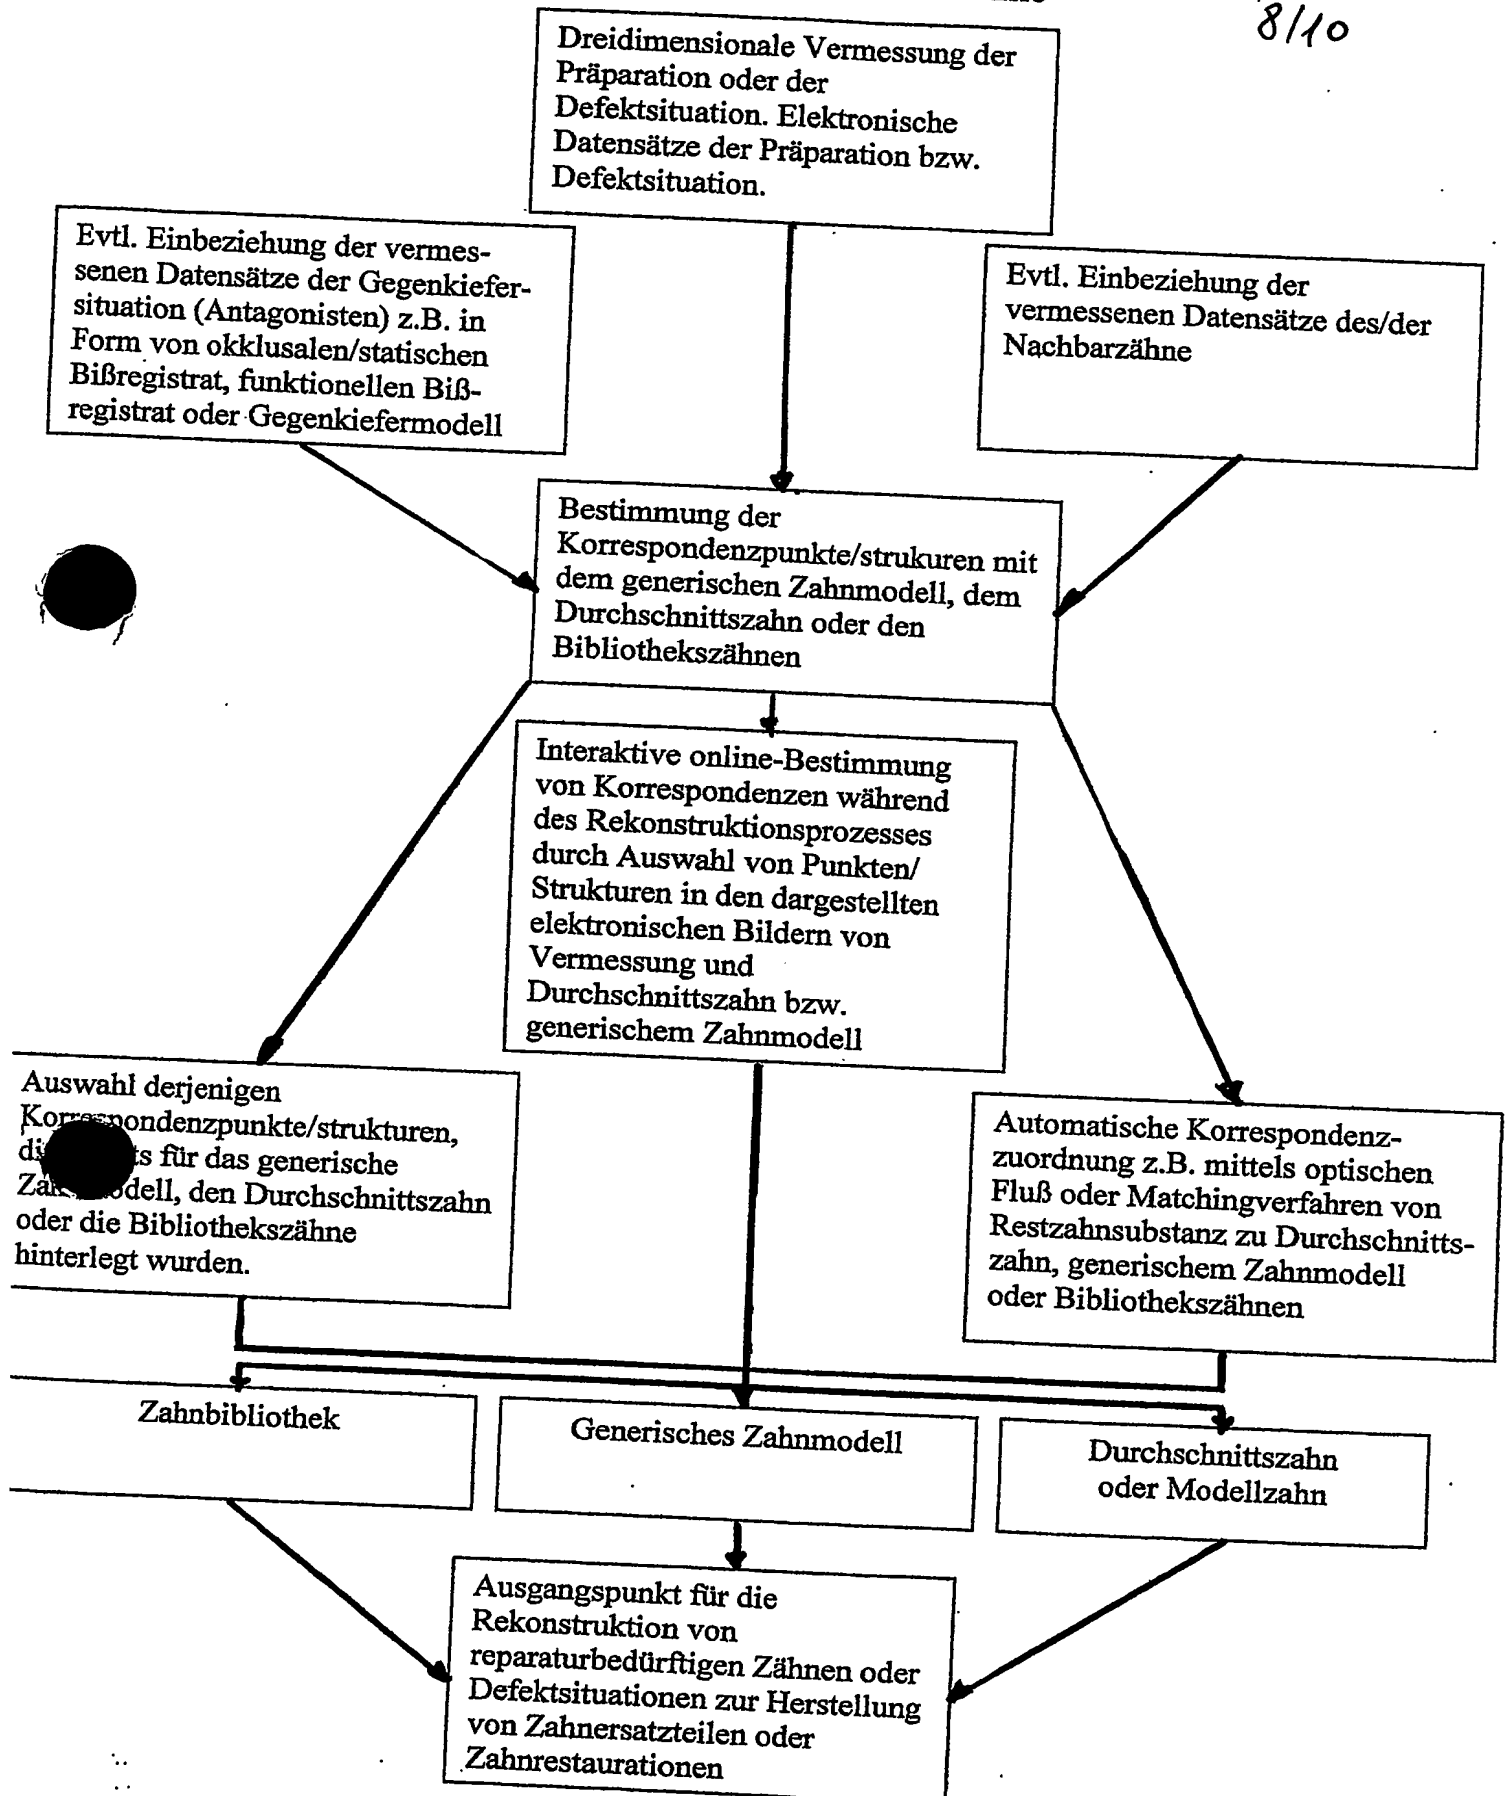 8/10
Dreidimensionale Vermessung der
Präparation oder der
Defektsituation. Elektronische
Datensätze der Präparation bzw.
Defektsituation.
Evtl. Einbeziehung der vermes-
senen Datensätze der Gegenkiefer-
situation (Antagonisten) z.B. in
Form von okklusalen/statischen
Bißregistrat, funktionellen Biß-
registrat oder Gegenkiefermodell
Evtl. Einbeziehung der
vermessenen Datensätze des/der
Nachbarzähne
Bestimmung der
Korrespondenzpunkte/strukuren mit
dem generischen Zahnmodell, dem
Durchschnittszahn oder den
Bibliothekszähnen
Interaktive online-Bestimmung
von Korrespondenzen während
des Rekonstruktionsprozesses
durch Auswahl von Punkten/
Strukturen in den dargestellten
elektronischen Bildern von
Vermessung und
Durchschnittszahn bzw.
generischem Zahnmodell
Auswahl derjenigen
Korrespondenzpunkte/strukturen,
für das generische
den Durchschnittszahn
oder die Bibliothekszähne
hinterlegt wurden.
Automatische Korrespondenz-
zuordnung z.B. mittels optischen
Fluß oder Matchingverfahren von
Restzahnsubstanz zu Durchschnitts-
zahn, generischem Zahnmodell
oder Bibliothekszähnen
Zahnbibliothek
Generisches Zahnmodell
Durchschnittszahn
oder Modellzahn
Ausgangspunkt für die
Rekonstruktion von
reparaturbedürftigen Zähnen oder
Defektsituationen zur Herstellung
von Zahnersatzteilen oder
Zahnrestaurationen